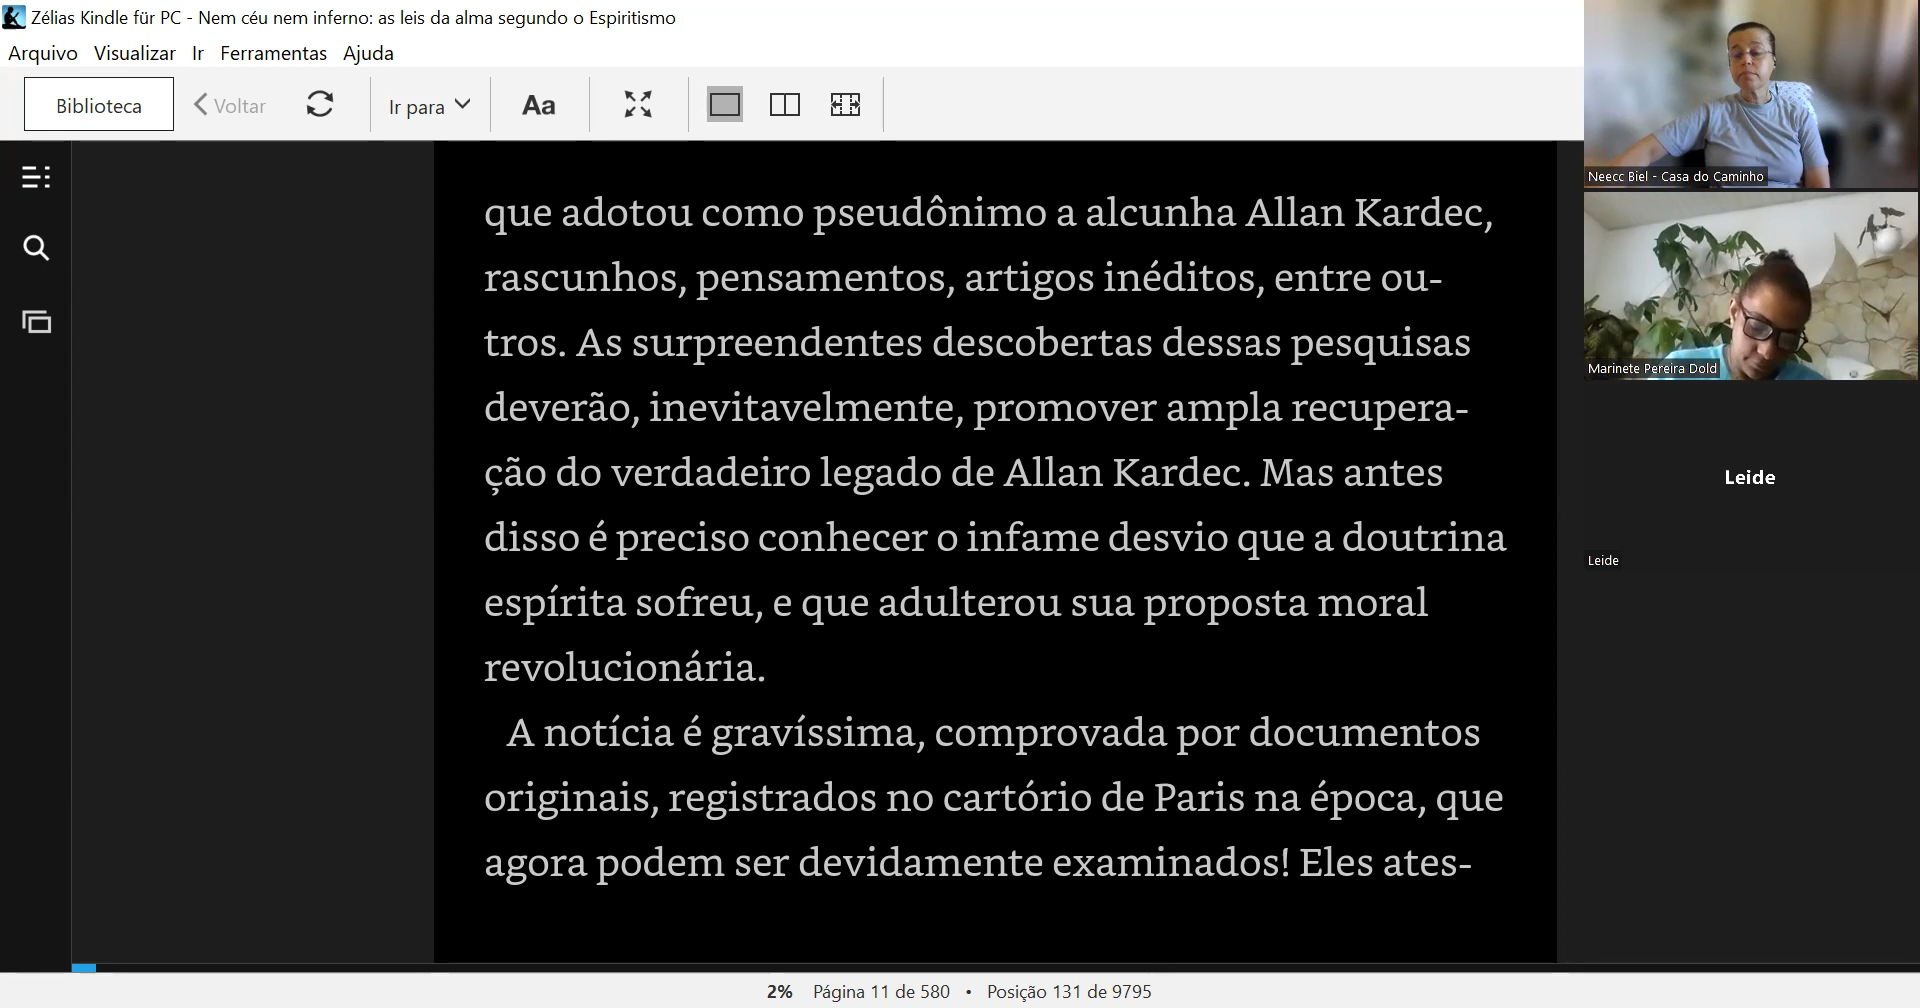 Zélias Kindle für PC - Nem céu nem inferno: as leis da alma segundo o Espiritismo
Arquivo Visualizar Ir Ferramentas Ajuda
Biblioteca Voltar Ir para Aa
que adotou como pseudônimo a alcunha Allan Kardec,
rascunhos, pensamentos, artigos inéditos, entre ou-
tros. As surpreendentes descobertas dessas pesquisas
deverão, inevitavelmente, promover ampla recupera-
ção do verdadeiro legado de Allan Kardec. Mas antes
disso é preciso conhecer o infame desvio que a doutrina
espírita sofreu, e que adulterou sua proposta moral
revolucionária.
A notícia é gravíssima, comprovada por documentos
originais, registrados no cartório de Paris na época, que
agora podem ser devidamente examinados! Eles ates-
2% Página 11 de 580 • Posição 131 de 9795
Neecc Biel - Casa do Caminho
Marinete Pereira Dold
Leide
Leide